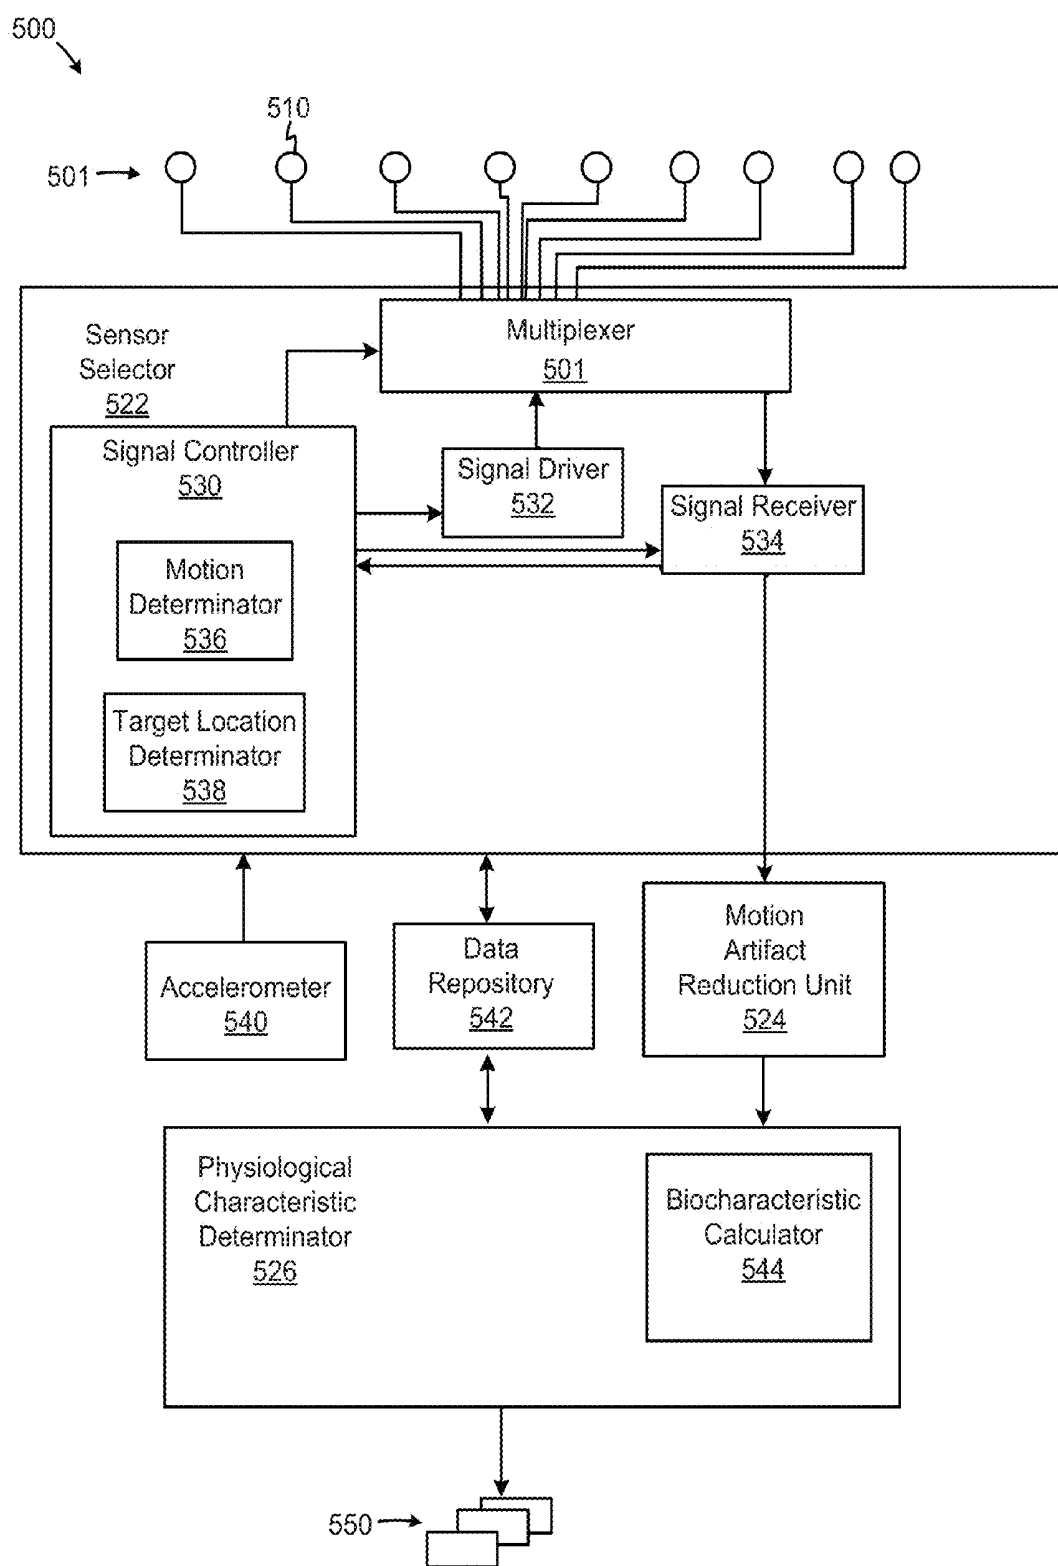 500
510
501
Sensor
Selector
522
Multiplexer
501
Signal Controller
530
Signal Driver
532
Signal Receiver
534
Motion
Determinator
536
Target Location
Determinator
538
Accelerometer
540
Data
Repository
542
Motion
Artifact
Reduction Unit
524
Physiological
Characteristic
Determinator
526
Biocharacteristic
Calculator
544
550